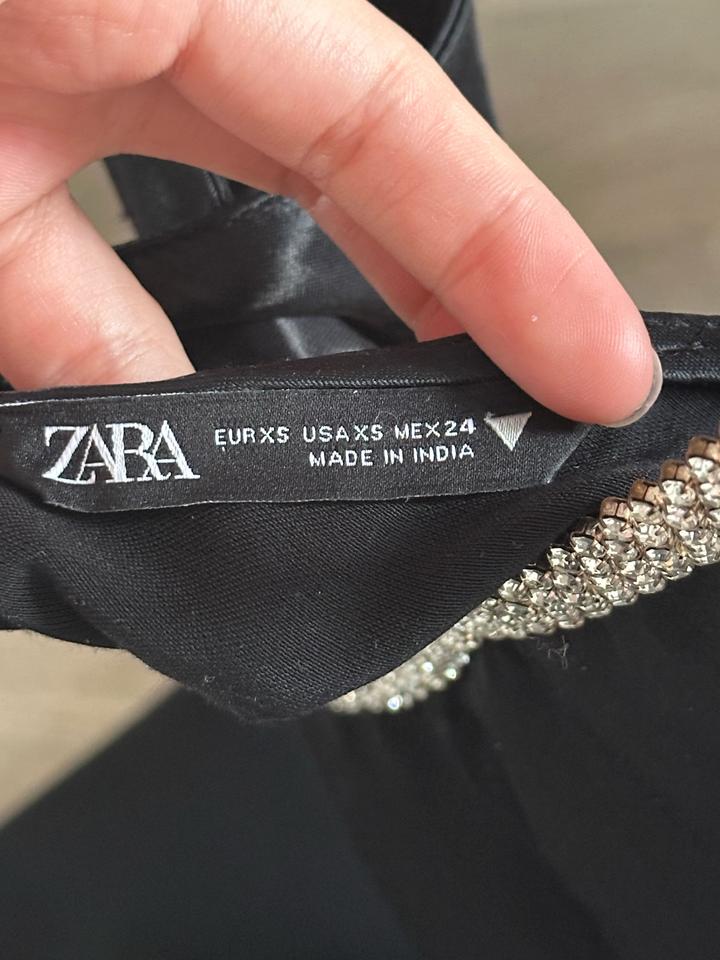 ZARA
EUR XS USA XS MEX 24
MADE IN INDIA